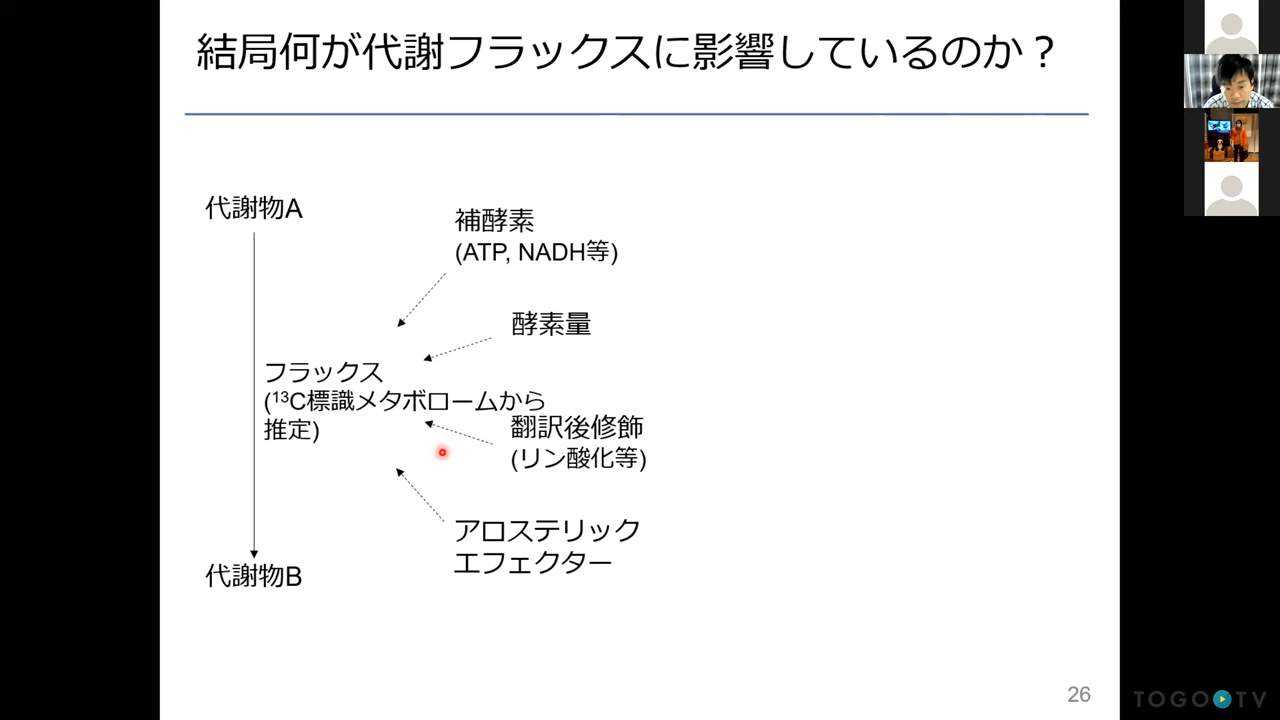 結局何が代謝フラックスに影響しているのか？
代謝物A
補酵素
(ATP, NADH等)
酵素量
フラックス
(¹³C標識メタボロームから
推定)
翻訳後修飾
(リン酸化等)
アロステリック
エフェクター
代謝物B
26
TOGO TV